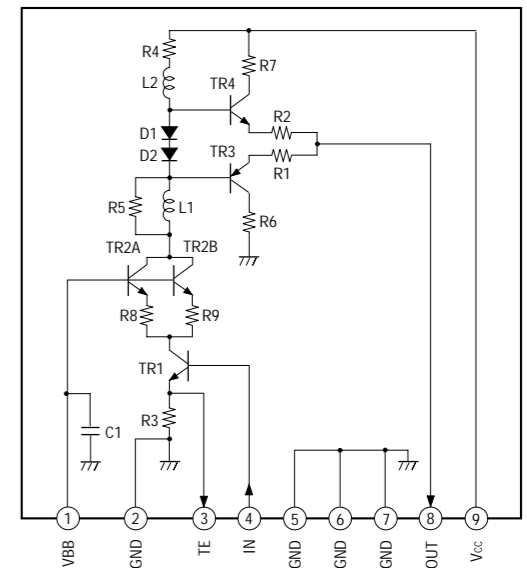 R4
R7
L2
TR4
R2
D1
D2
TR3
R1
R5
L1
R6
TR2A
TR2B
R8
R9
TR1
R3
C1
1
2
3
4
5
6
7
8
9
VBB
GND
TE
IN
GND
GND
GND
OUT
Vcc